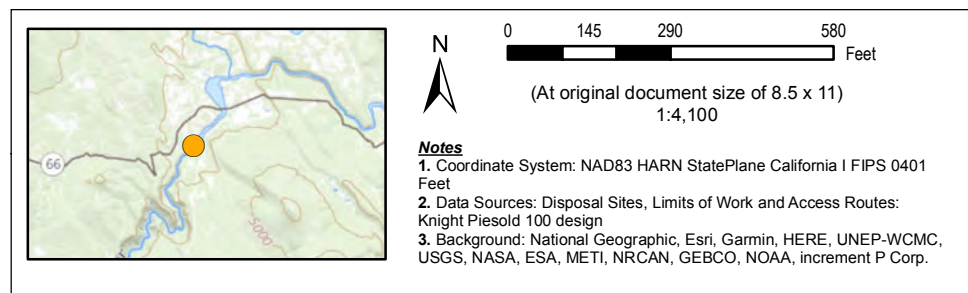 66
5000
N
0 145 290 580
Feet
(At original document size of 8.5 x 11)
1:4,100
Notes
1. Coordinate System: NAD83 HARN StatePlane California I FIPS 0401
Feet
2. Data Sources: Disposal Sites, Limits of Work and Access Routes:
Knight Piesold 100 design
3. Background: National Geographic, Esri, Garmin, HERE, UNEP-WCMC,
USGS, NASA, ESA, METI, NRCAN, GEBCO, NOAA, increment P Corp.